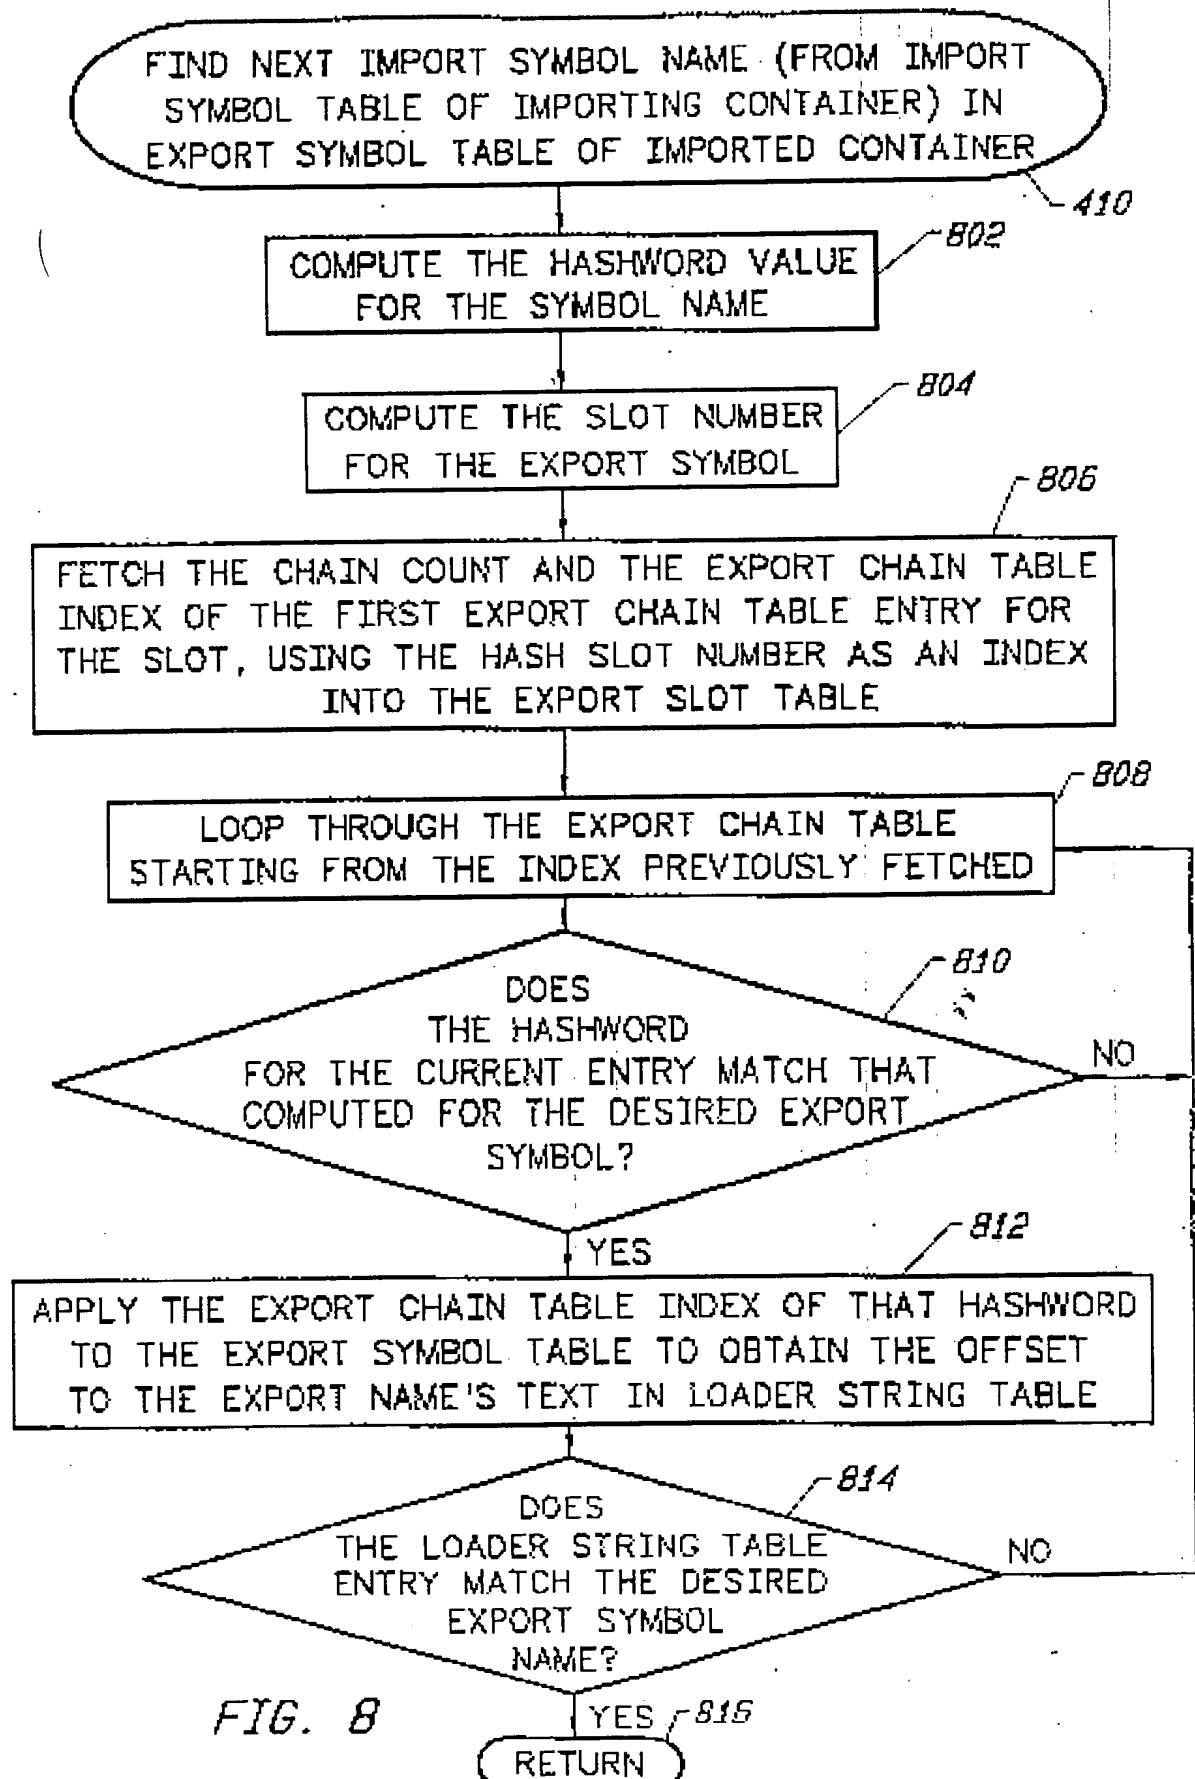 FIND NEXT IMPORT SYMBOL NAME (FROM IMPORT
SYMBOL TABLE OF IMPORTING CONTAINER) IN
EXPORT SYMBOL TABLE OF IMPORTED CONTAINER
410
802
COMPUTE THE HASHWORD VALUE
FOR THE SYMBOL NAME
804
COMPUTE THE SLOT NUMBER
FOR THE EXPORT SYMBOL
806
FETCH THE CHAIN COUNT AND THE EXPORT CHAIN TABLE
INDEX OF THE FIRST EXPORT CHAIN TABLE ENTRY FOR
THE SLOT, USING THE HASH SLOT NUMBER AS AN INDEX
INTO THE EXPORT SLOT TABLE
808
LOOP THROUGH THE EXPORT CHAIN TABLE
STARTING FROM THE INDEX PREVIOUSLY FETCHED
810
DOES
THE HASHWORD
FOR THE CURRENT ENTRY MATCH THAT
COMPUTED FOR THE DESIRED EXPORT
SYMBOL?
NO
YES
812
APPLY THE EXPORT CHAIN TABLE INDEX OF THAT HASHWORD
TO THE EXPORT SYMBOL TABLE TO OBTAIN THE OFFSET
TO THE EXPORT NAME'S TEXT IN LOADER STRING TABLE
814
DOES
THE LOADER STRING TABLE
ENTRY MATCH THE DESIRED
EXPORT SYMBOL
NAME?
NO
YES
816
FIG. 8
RETURN